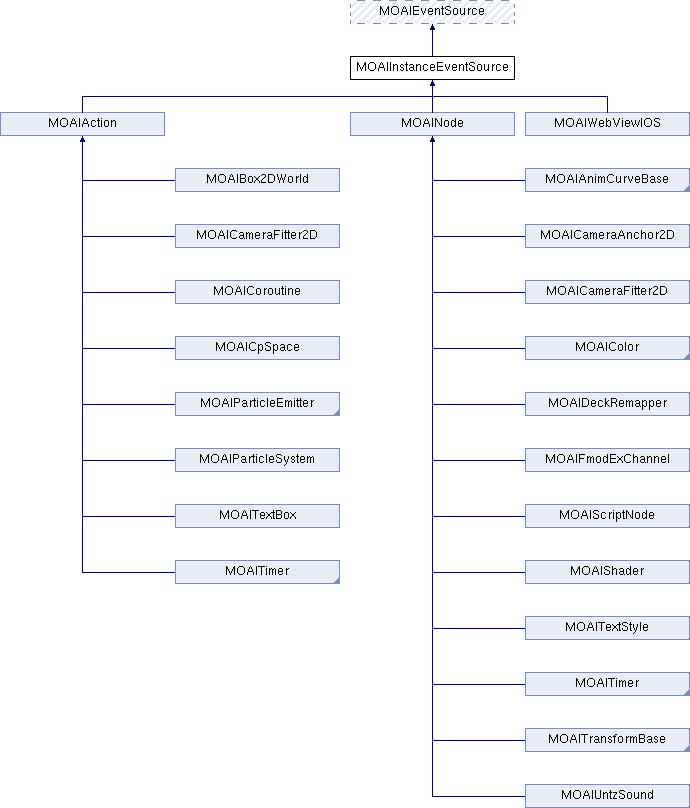 MOAIEventSource
MOAIInstanceEventSource
MOAIAction
MOAINode
MOAIWebViewIOS
MOAIBox2DWorld
MOAIAnimCurveBase
MOAICameraFitter2D
MOAICameraAnchor2D
MOAICoroutine
MOAICameraFitter2D
MOAICpSpace
MOAIColor
MOAIParticleEmitter
MOAIDeckRemapper
MOAIParticleSystem
MOAIFmodExChannel
MOAITextBox
MOAIScriptNode
MOAITimer
MOAIShader
MOAITextStyle
MOAITimer
MOAITransformBase
MOAIUntzSound